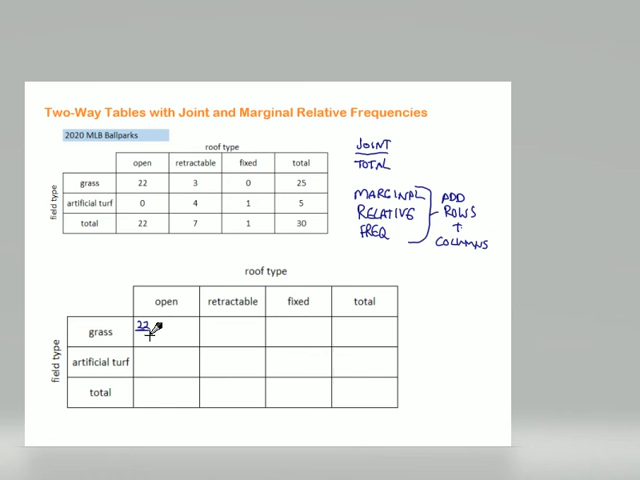 Two-Way Tables with Joint and Marginal Relative Frequencies
2020 MLB Ballparks
roof type
open retractable fixed total
field type
grass 22 3 0 25
artificial turf 0 4 1 5
total 22 7 1 30
JOINT
TOTAL
MARGINAL
RELATIVE
FREQ
ADD
ROWS
+
COLUMNS
roof type
open retractable fixed total
field type
grass 22
artificial turf
total